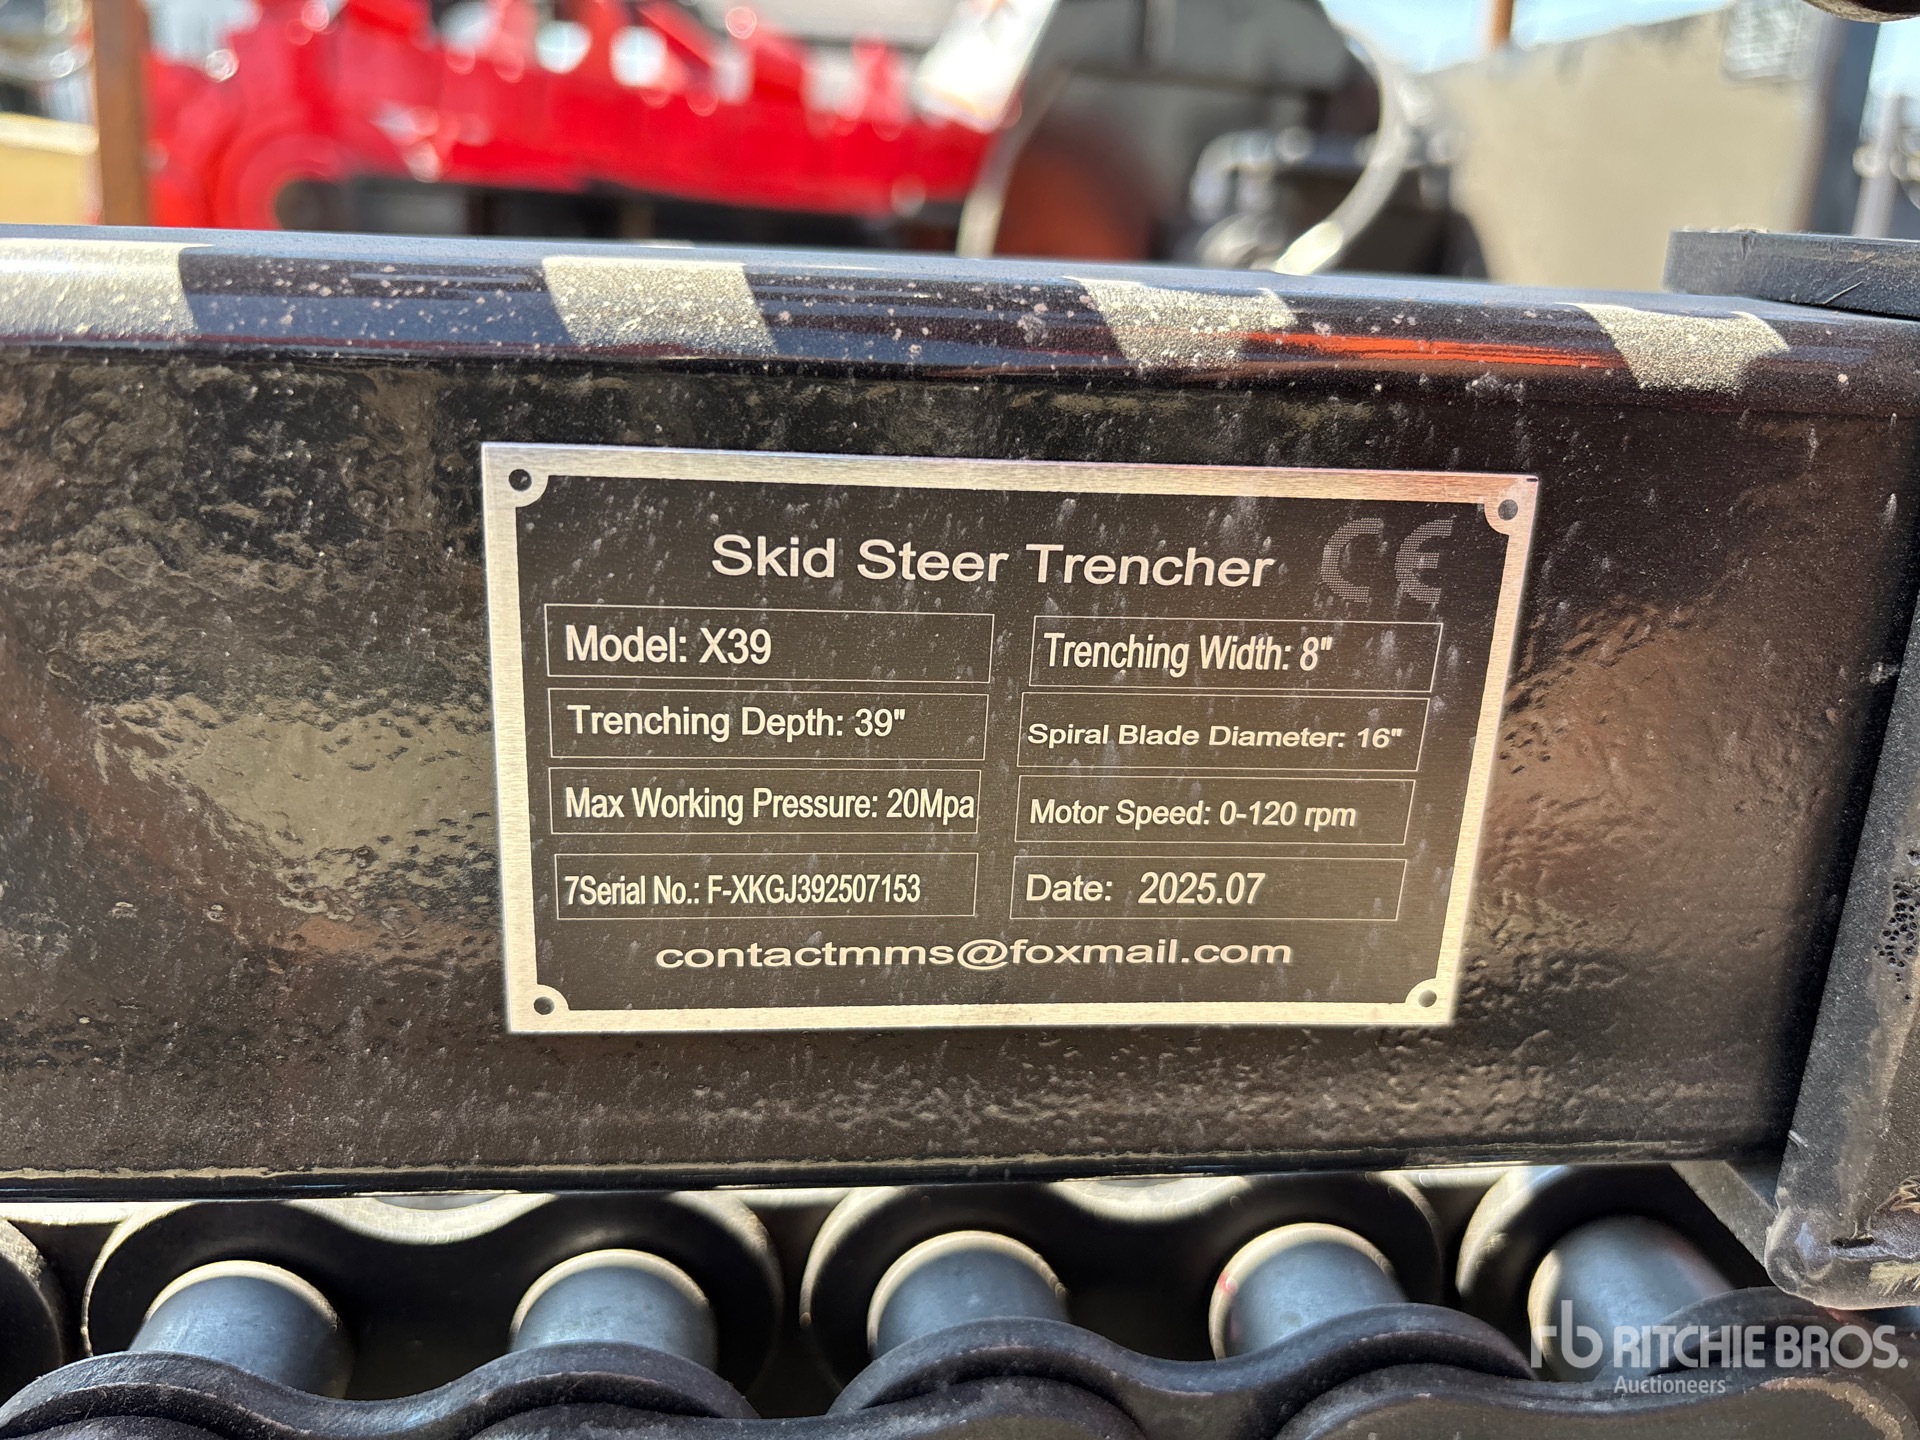 Skid Steer Trencher CE
Model: X39
Trenching Width: 8"
Trenching Depth: 39"
Spiral Blade Diameter: 16"
Max Working Pressure: 20Mpa
Motor Speed: 0-120 rpm
7Serial No.: F-XKGJ392507153
Date: 2025.07
contactmms@foxmail.com
rb RITCHIE BROS.
Auctioneers